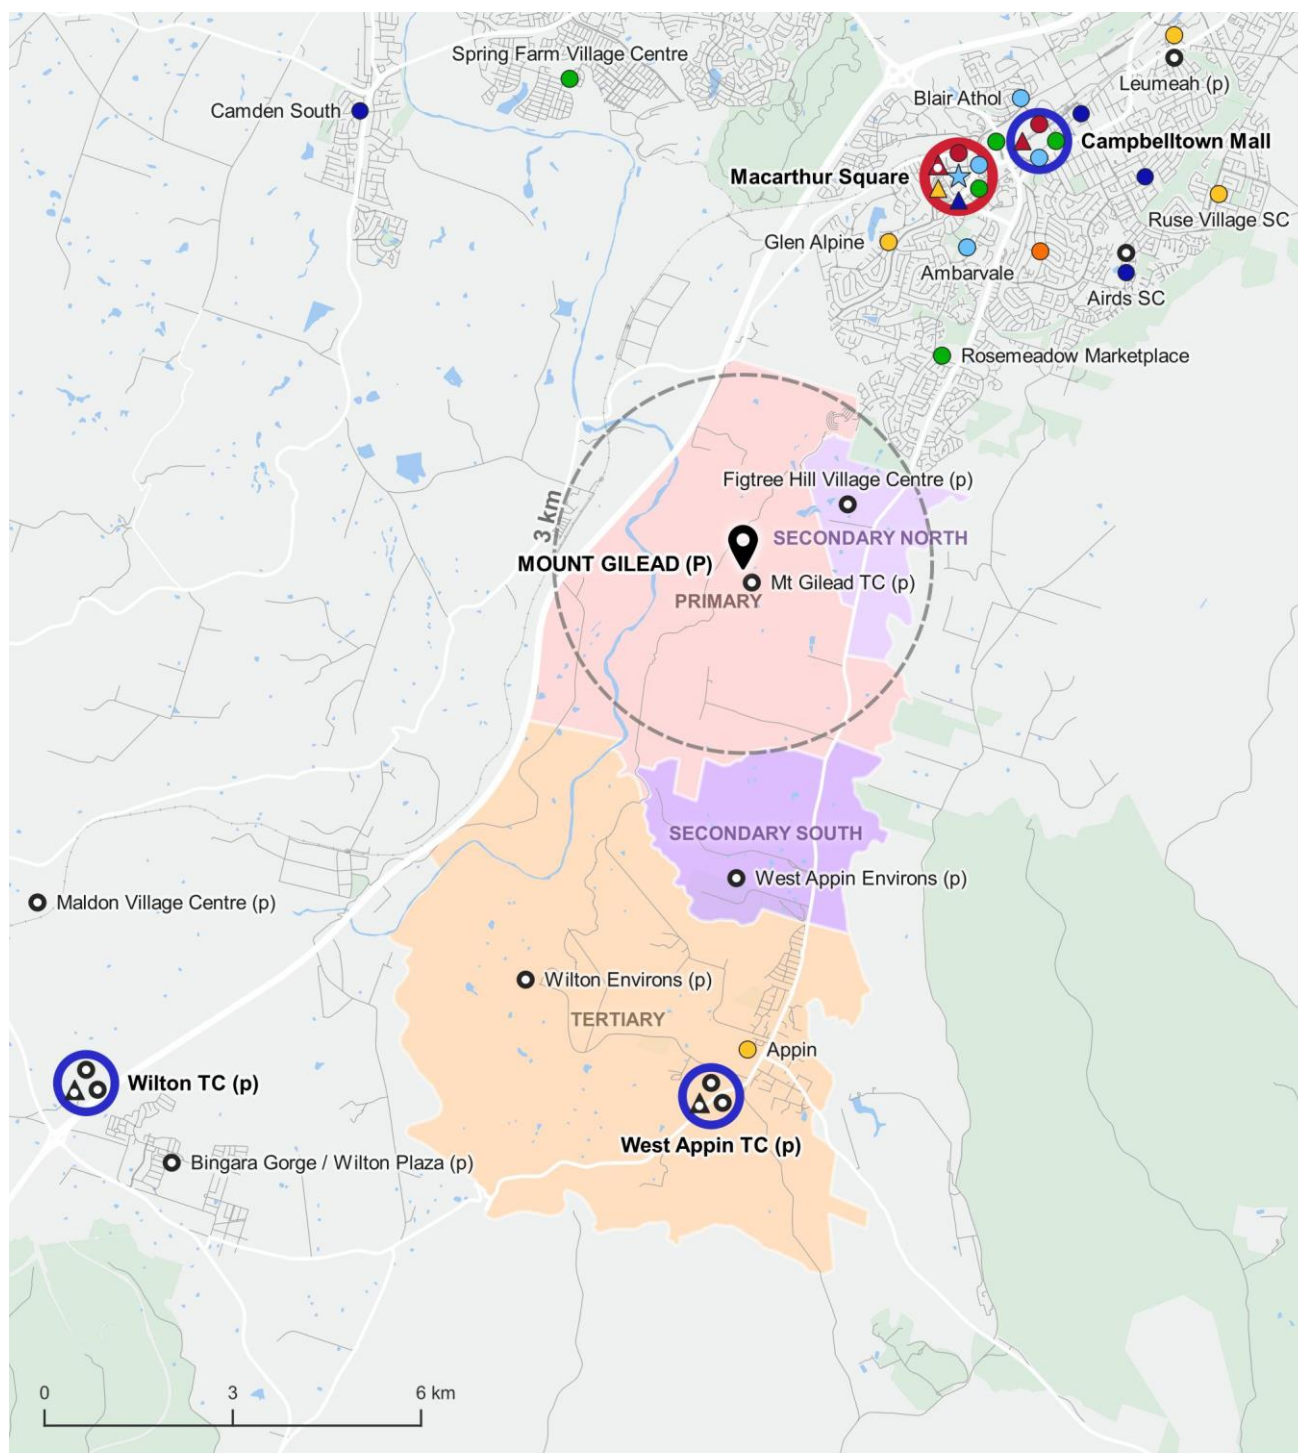 Spring Farm Village Centre
Camden South
Leumeah (p)
Blair Athol
Campbelltown Mall
Macarthur Square
Ruse Village SC
Glen Alpine
Ambarvale
Airds SC
Rosemeadow Marketplace
Figtree Hill Village Centre (p)
3 km
SECONDARY NORTH
MOUNT GILEAD (P)
Mt Gilead TC (p)
PRIMARY
SECONDARY SOUTH
West Appin Environs (p)
Maldon Village Centre (p)
Wilton Environs (p)
TERTIARY
Appin
Wilton TC (p)
West Appin TC (p)
Bingara Gorge / Wilton Plaza (p)
0 3 6 km